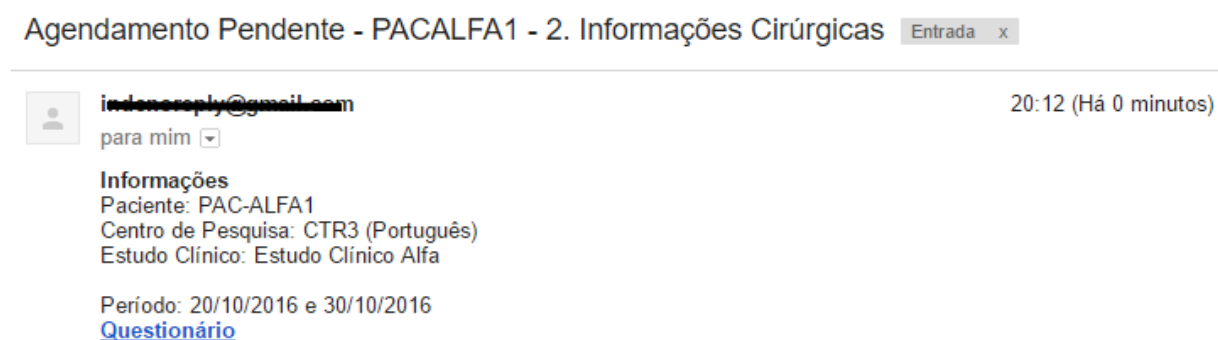 Agendamento Pendente - PACALFA1 - 2. Informações Cirúrgicas Entrada x
20:12 (Há 0 minutos)
para mim
Informações
Paciente: PAC-ALFA1
Centro de Pesquisa: CTR3 (Português)
Estudo Clínico: Estudo Clínico Alfa
Período: 20/10/2016 e 30/10/2016
Questionário